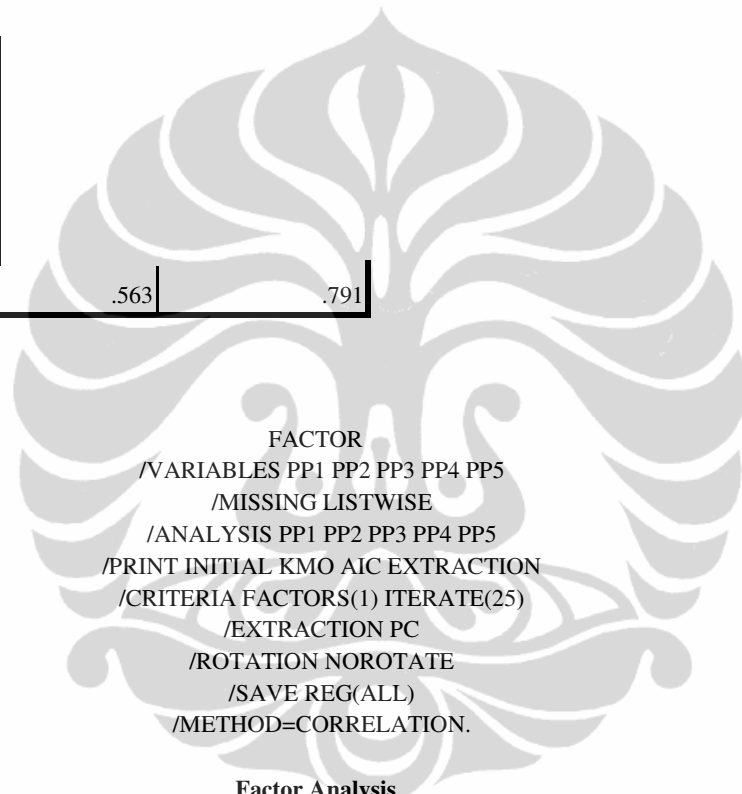 .563 .791
FACTOR
/VARIABLES PP1 PP2 PP3 PP4 PP5
/MISSING LISTWISE
/ANALYSIS PP1 PP2 PP3 PP4 PP5
/PRINT INITIAL KMO AIC EXTRACTION
/CRITERIA FACTORS(1) ITERATE(25)
/EXTRACTION PC
/ROTATION NOROTATE
/SAVE REG(ALL)
/METHOD=CORRELATION.
Factor Analysis